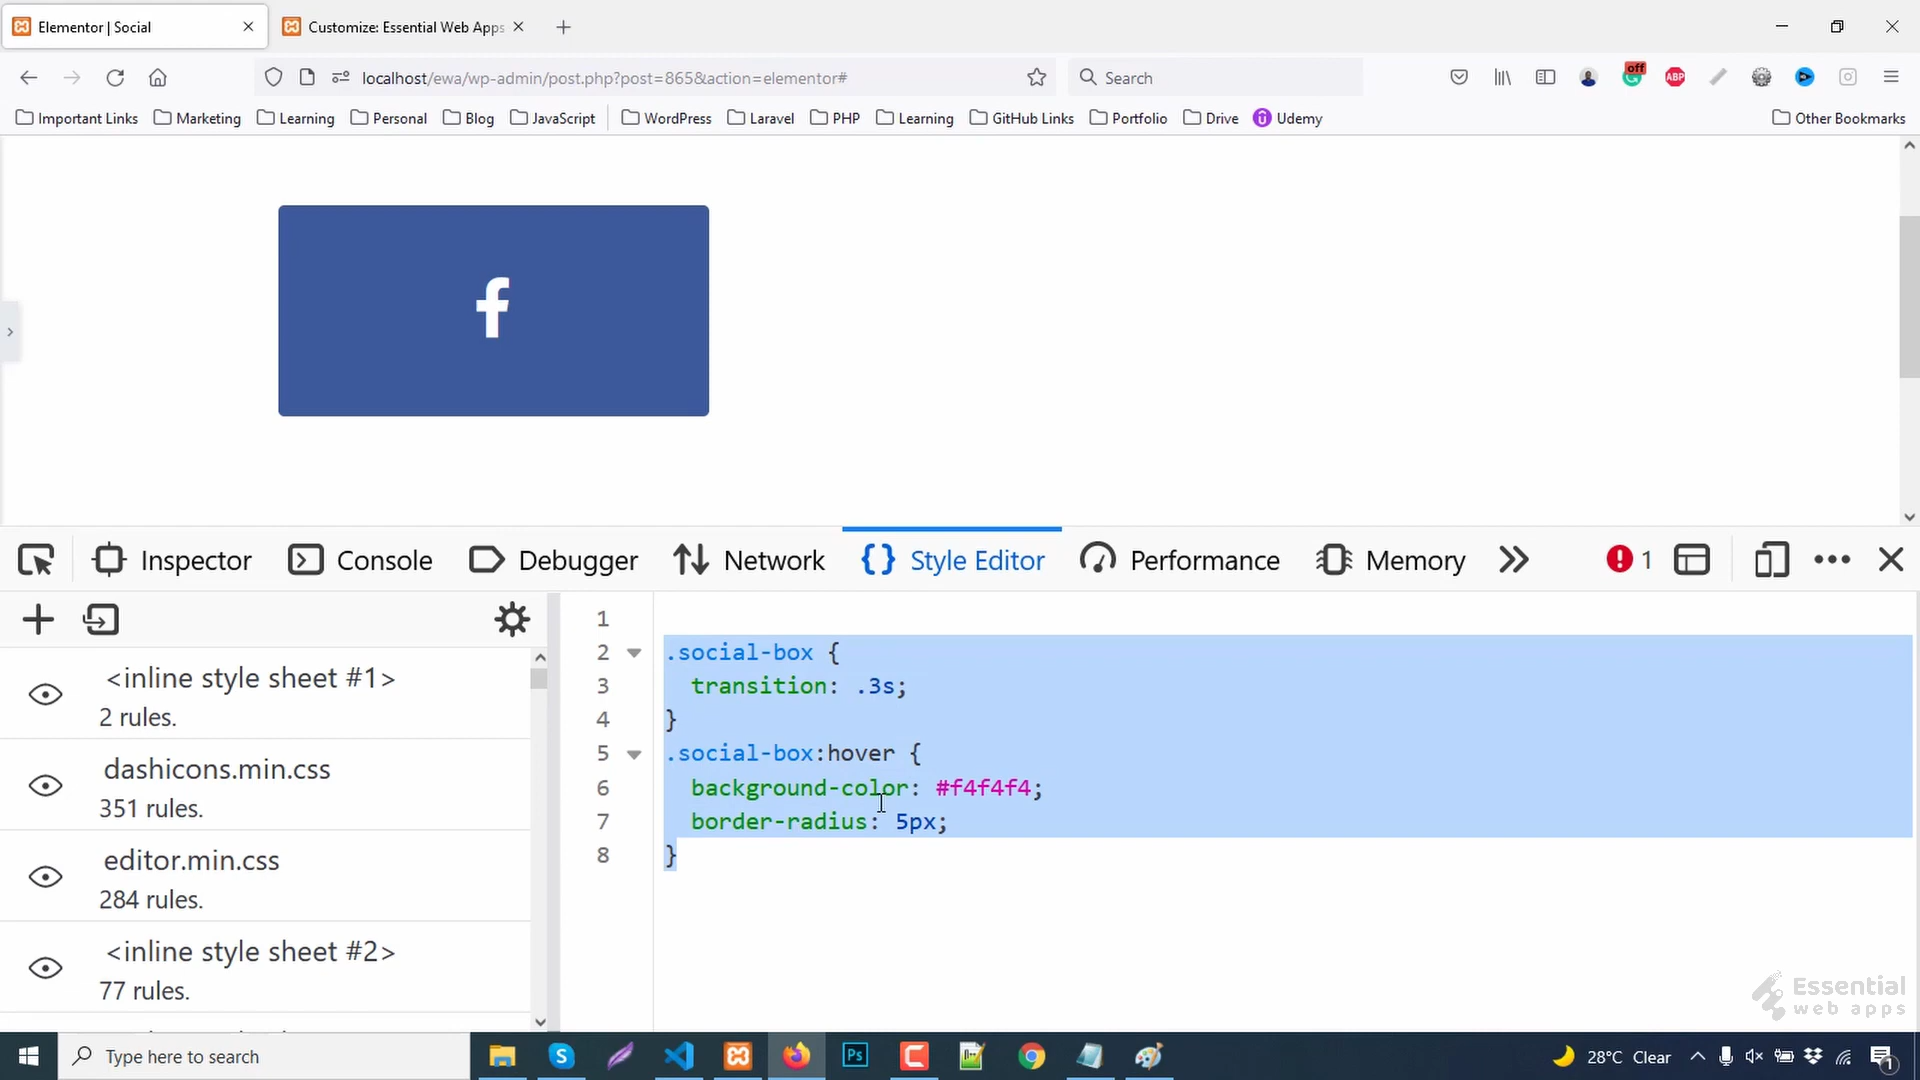 Elementor | Social
Customize: Essential Web Apps
localhost/ewa/wp-admin/post.php?post=865&action=elementor#
Search
off
ABP
Important Links
Marketing
Learning
Personal
Blog
JavaScript
WordPress
Laravel
PHP
Learning
GitHub Links
Portfolio
Drive
Udemy
Other Bookmarks
f
Inspector
Console
Debugger
Network
{} Style Editor
Performance
Memory
1
<inline style sheet #1>
2 rules.
dashicons.min.css
351 rules.
editor.min.css
284 rules.
<inline style sheet #2>
77 rules.
1
2 .social-box {
3 transition: .3s;
4 }
5 .social-box:hover {
6 background-color: #f4f4f4;
7 border-radius: 5px;
8 }
Essential
web apps
Type here to search
Ps
28°C Clear
1